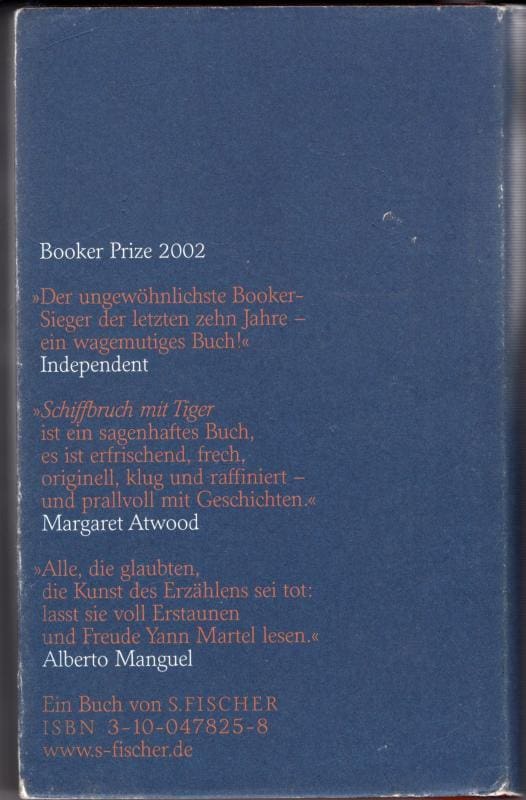 Booker Prize 2002
»Der ungewöhnlichste Booker-
Sieger der letzten zehn Jahre –
ein wagemutiges Buch!«
Independent
»Schiffbruch mit Tiger
ist ein sagenhaftes Buch,
es ist erfrischend, frech,
originell, klug und raffiniert –
und prallvoll mit Geschichten.«
Margaret Atwood
»Alle, die glaubten,
die Kunst des Erzählens sei tot:
lasst sie voll Erstaunen
und Freude Yann Martel lesen.«
Alberto Manguel
Ein Buch von S. FISCHER
ISBN 3-10-047825-8
www.s-fischer.de